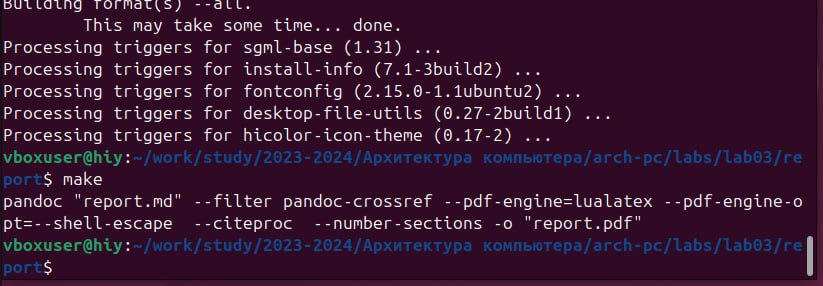 Building format(s) --all.
        This may take some time... done.
Processing triggers for sgml-base (1.31) ...
Processing triggers for install-info (7.1-3build2) ...
Processing triggers for fontconfig (2.15.0-1.1ubuntu2) ...
Processing triggers for desktop-file-utils (0.27-2build1) ...
Processing triggers for hicolor-icon-theme (0.17-2) ...
vboxuser@hiy:~/work/study/2023-2024/Архитектура компьютера/arch-pc/labs/lab03/re
port$ make
pandoc "report.md" --filter pandoc-crossref --pdf-engine=lualatex --pdf-engine-o
pt=--shell-escape  --citeproc  --number-sections -o "report.pdf"
vboxuser@hiy:~/work/study/2023-2024/Архитектура компьютера/arch-pc/labs/lab03/re
port$